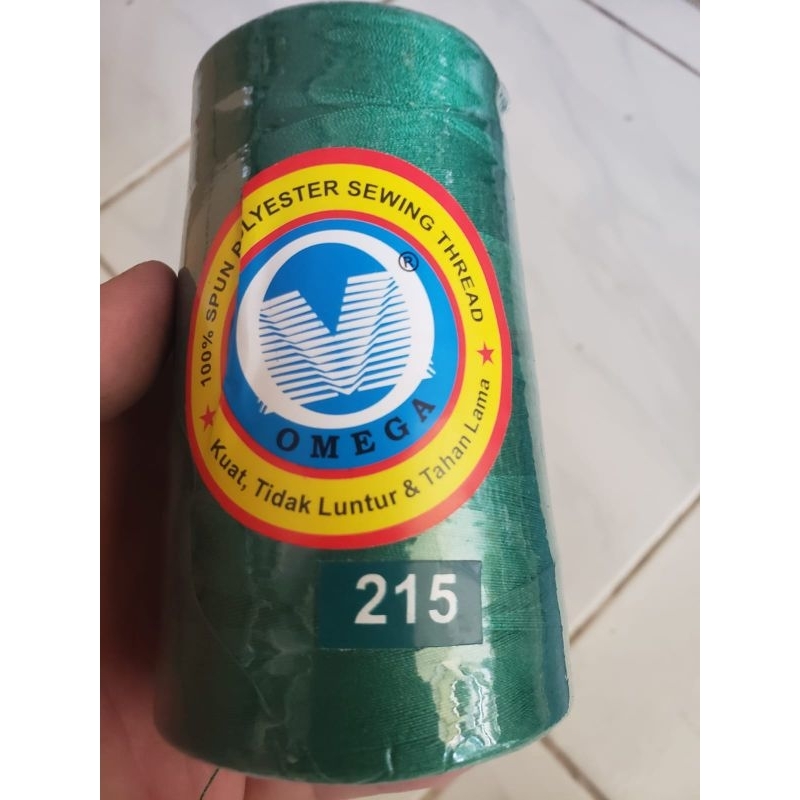 100% SPUN POLYESTER SEWING THREAD
®
OMEGA
Kuat, Tidak Luntur & Tahan Lama
215